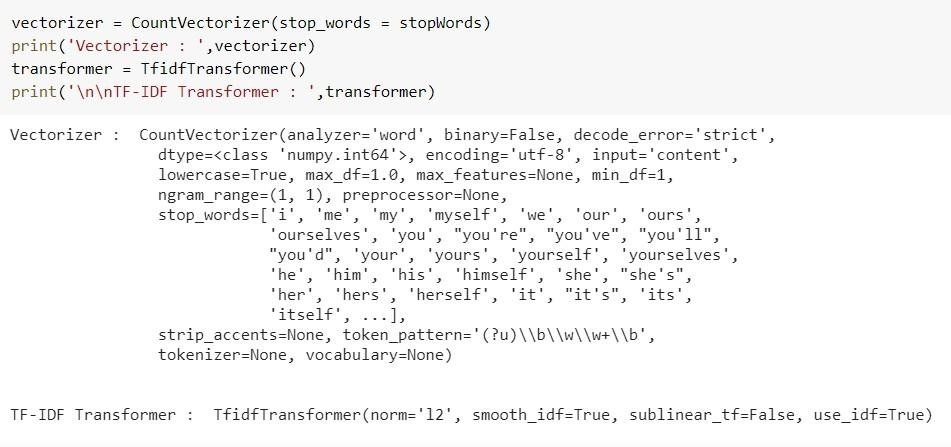 vectorizer = CountVectorizer(stop_words = stopWords)
print('Vectorizer : ',vectorizer)
transformer = TfidfTransformer()
print('\n\nTF-IDF Transformer : ',transformer)
Vectorizer :  CountVectorizer(analyzer='word', binary=False, decode_error='strict',
dtype=<class 'numpy.int64'>, encoding='utf-8', input='content',
lowercase=True, max_df=1.0, max_features=None, min_df=1,
ngram_range=(1, 1), preprocessor=None,
stop_words=['i', 'me', 'my', 'myself', 'we', 'our', 'ours',
'ourselves', 'you', "you're", "you've", "you'll",
"you'd", 'your', 'yours', 'yourself', 'yourselves',
'he', 'him', 'his', 'himself', 'she', "she's",
'her', 'hers', 'herself', 'it', "it's", 'its',
'itself', ...],
strip_accents=None, token_pattern='(?u)\\b\\w\\w+\\b',
tokenizer=None, vocabulary=None)
TF-IDF Transformer :  TfidfTransformer(norm='l2', smooth_idf=True, sublinear_tf=False, use_idf=True)